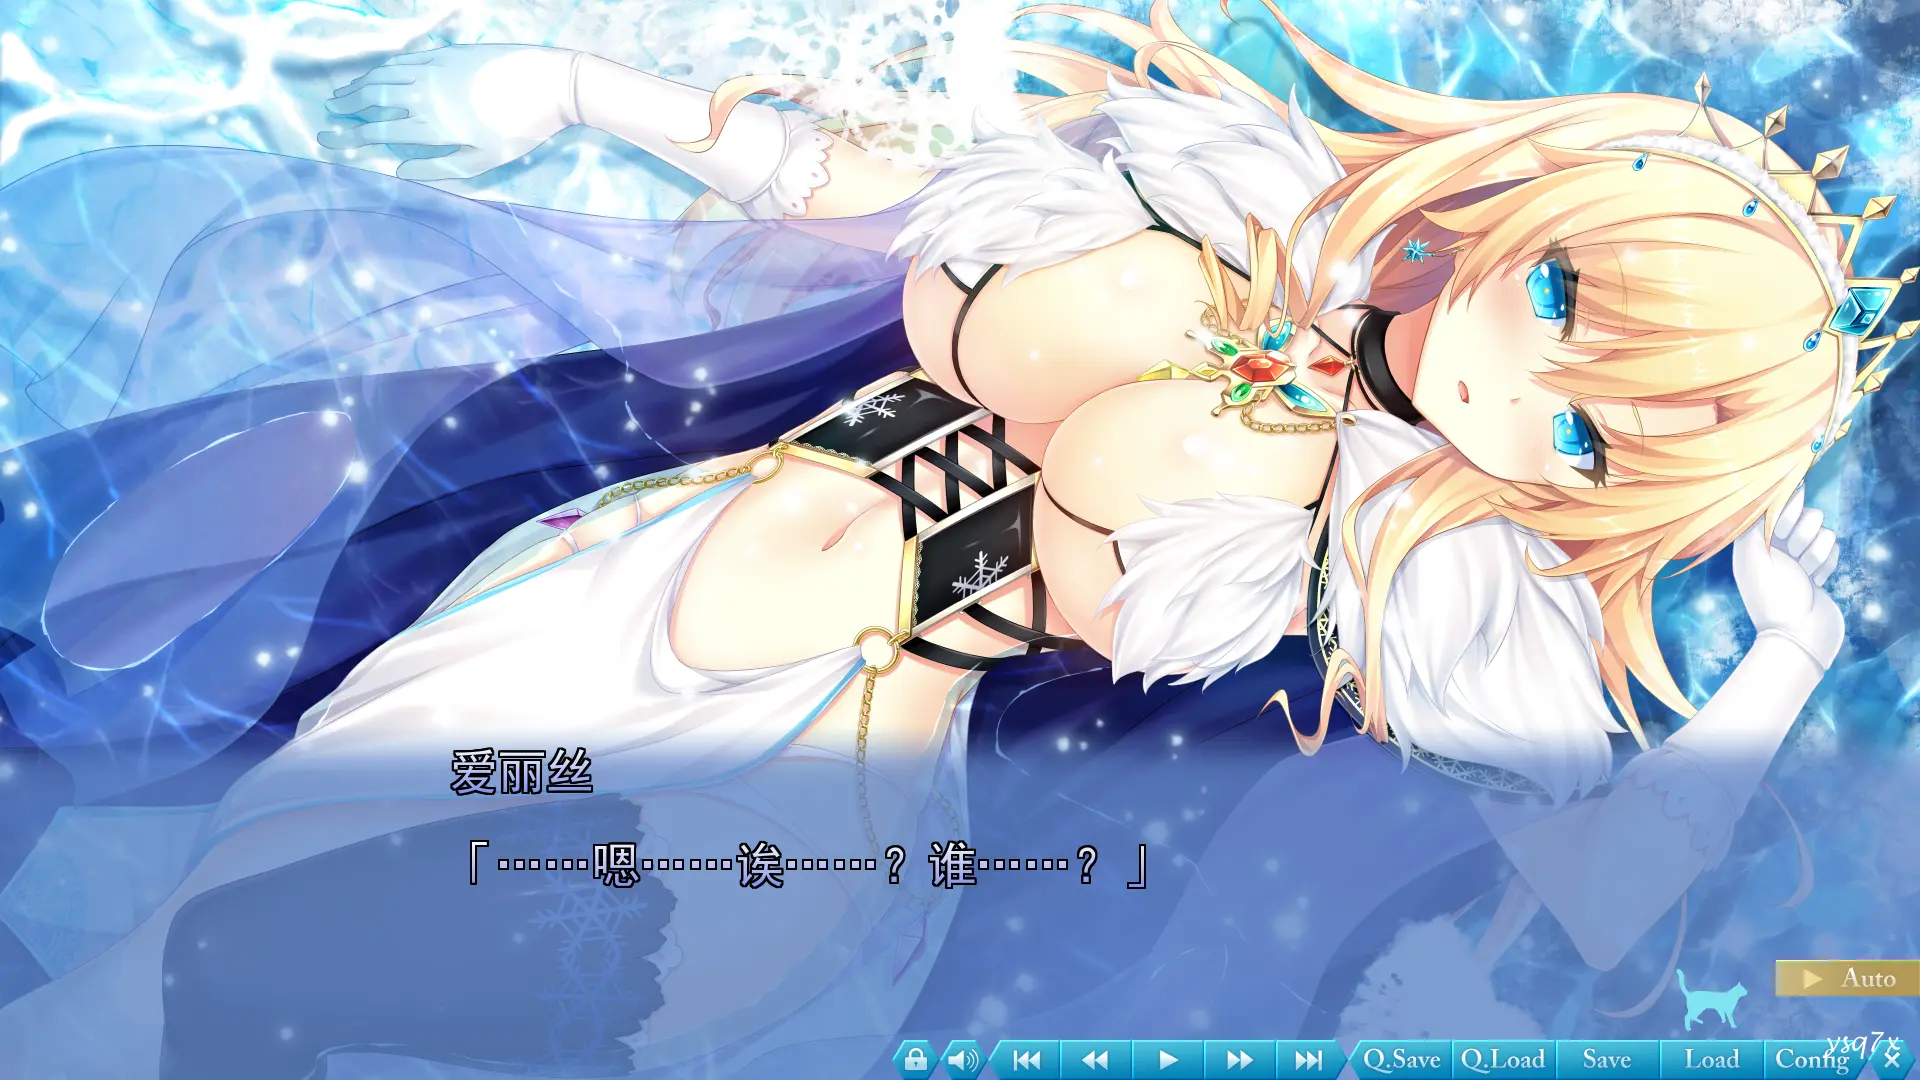 爱丽丝
「……嗯……诶……？谁……？」
Auto
Q.Save Q.Load Save Load Config
ysq7x